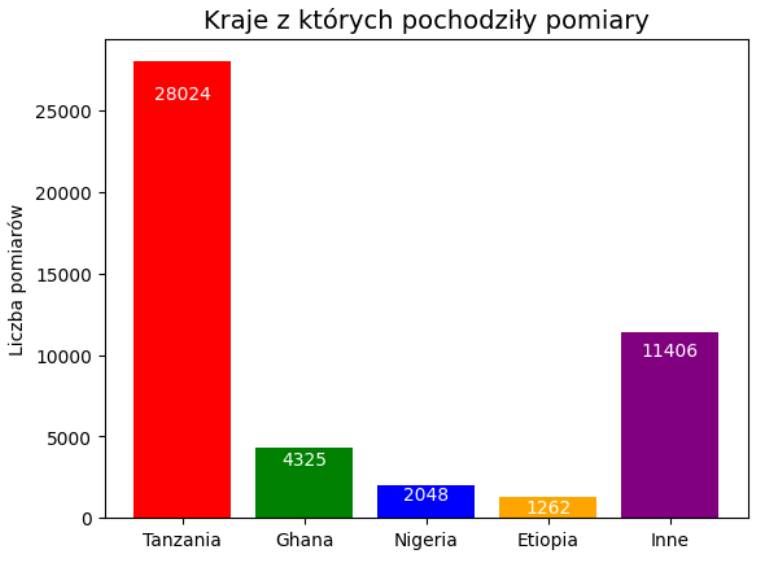 Kraje z których pochodziły pomiary
Liczba pomiarów
25000
20000
15000
10000
5000
0
28024
4325
2048
1262
11406
Tanzania
Ghana
Nigeria
Etiopia
Inne